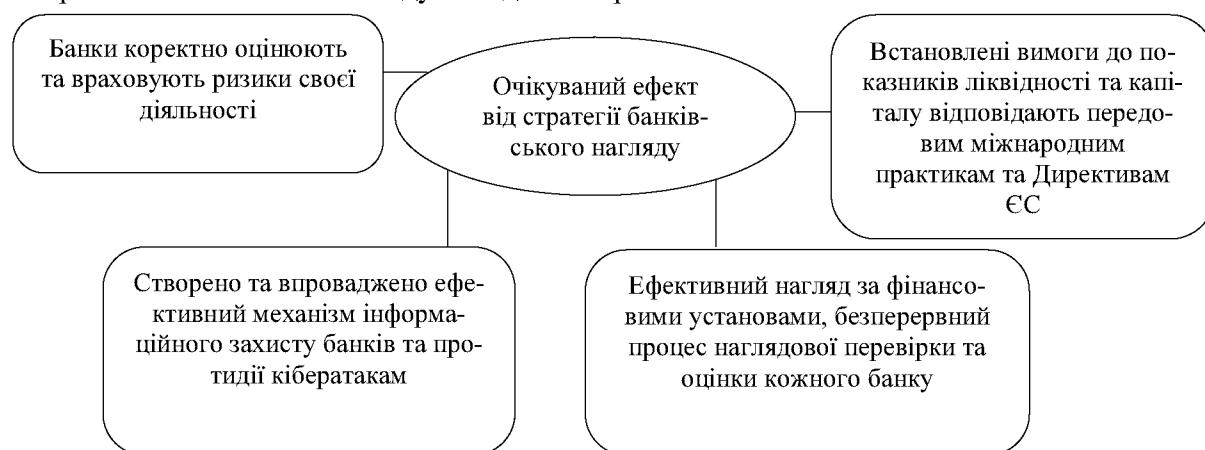 Банки коректно оцінюють
та враховують ризики своєї
діяльності
Очікуваний ефект
від стратегії банків-
ського нагляду
Встановлені вимоги до по-
казників ліквідності та капі-
талу відповідають передо-
вим міжнародним
практикам та Директивам
ЄС
Створено та впроваджено ефе-
ктивний механізм інформа-
ційного захисту банків та про-
тидії кібератакам
Ефективний нагляд за фінансо-
вими установами, безперервний
процес наглядової перевірки та
оцінки кожного банку